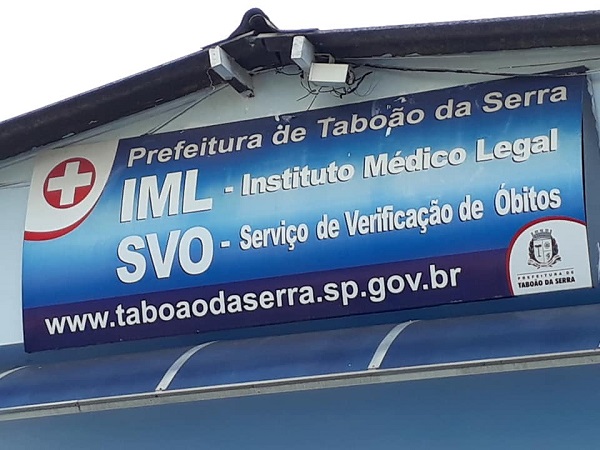 Prefeitura de Taboão da Serra
IML - Instituto Médico Legal
SVO - Serviço de Verificação de Óbitos
www.taboaodaserra.sp.gov.br
PREFEITURA DE
TABOÃO DA SERRA